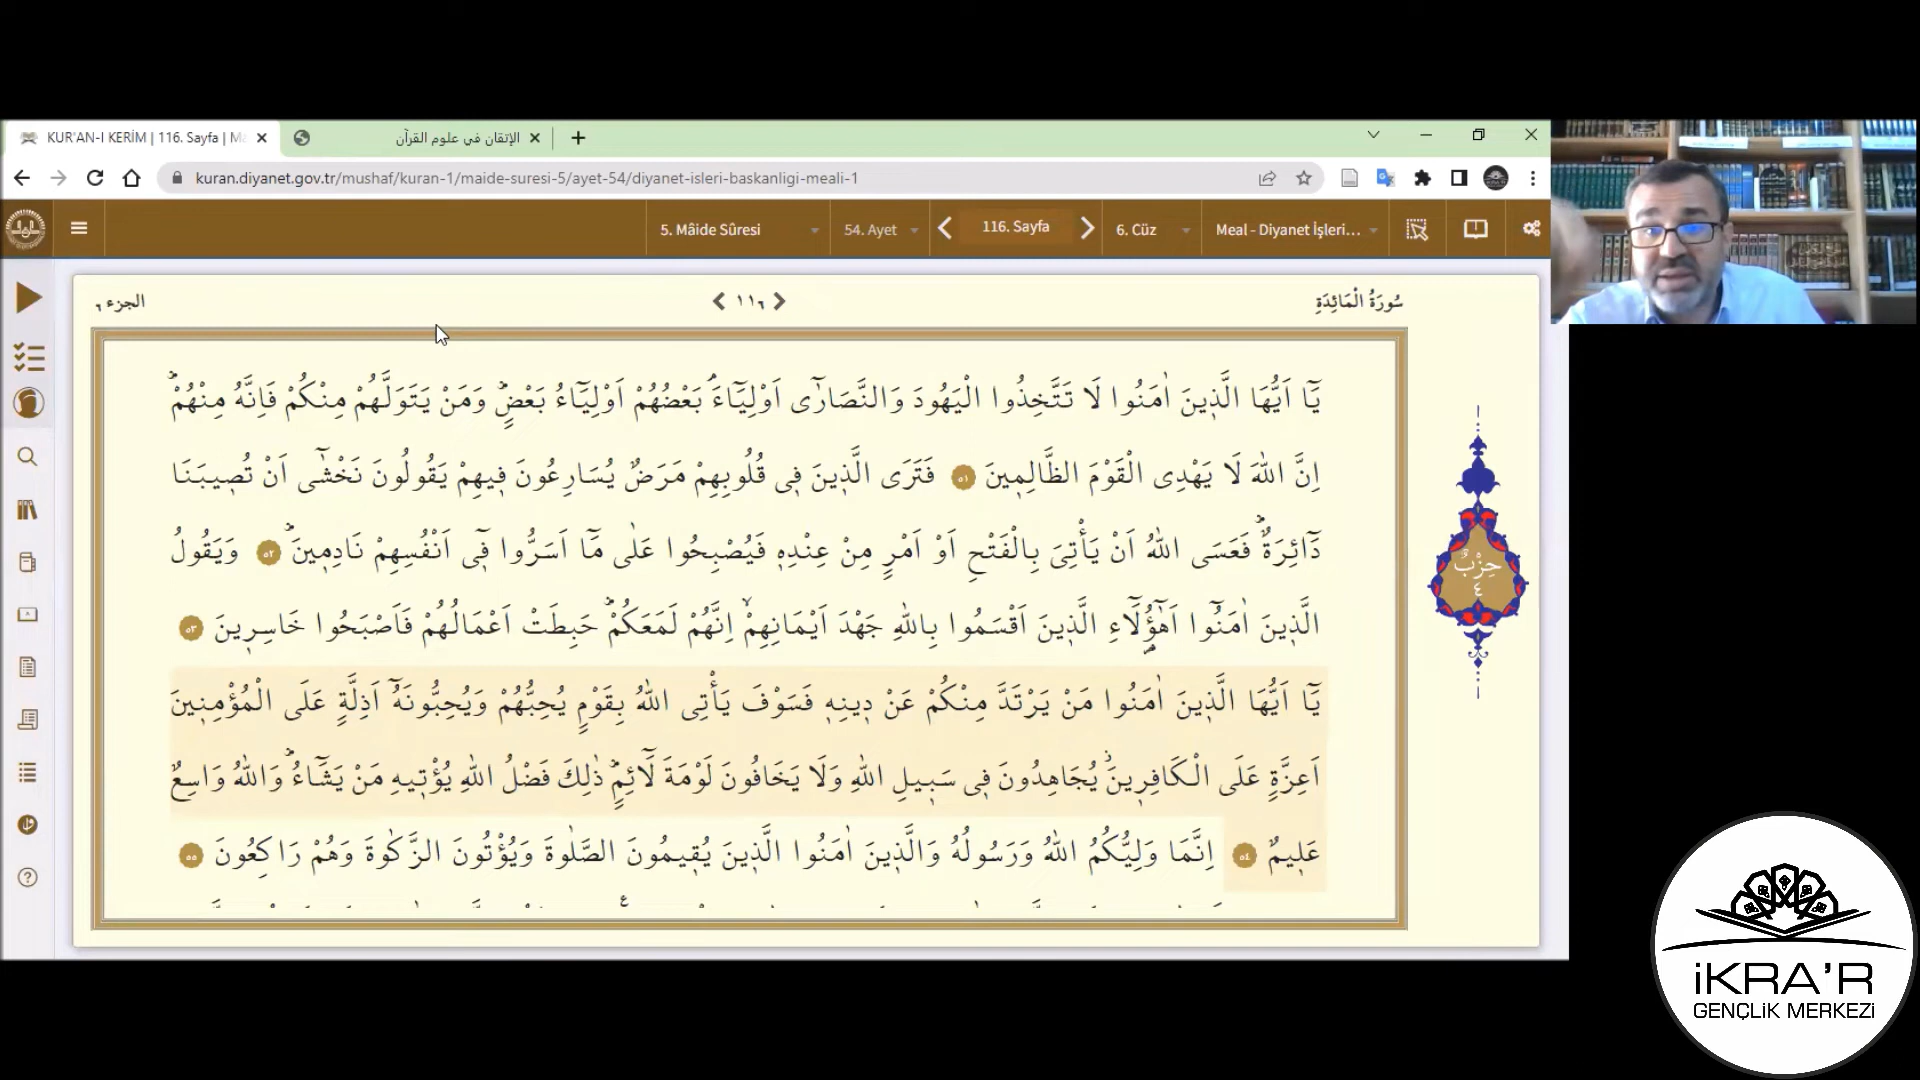 KUR'AN-I KERİM | 116. Sayfa | Ma
الإتقان في علوم القرآن
kuran.diyanet.gov.tr/mushaf/kuran-1/maide-suresi-5/ayet-54/diyanet-isleri-baskanligi-meali-1
5. Mâide Sûresi
54. Ayet
116. Sayfa
6. Cüz
Meal - Diyanet İşleri...
سُورَةُ الْمَائِدَةِ
١١٦
الجزء ٦
يَٓا اَيُّهَا الَّذ۪ينَ اٰمَنُوا لَا تَتَّخِذُوا الْيَهُودَ وَالنَّصَارٰٓى اَوْلِيَٓاءَۢ بَعْضُهُمْ اَوْلِيَٓاءُ بَعْضٍۜ وَمَنْ يَتَوَلَّهُمْ مِنْكُمْ فَاِنَّهُ مِنْهُمْۜ
اِنَّ اللّٰهَ لَا يَهْدِى الْقَوْمَ الظَّالِم۪ينَ ٥١ فَتَرَى الَّذ۪ينَ ف۪ى قُلُوبِهِمْ مَرَضٌ يُسَارِعُونَ ف۪يهِمْ يَقُولُونَ نَخْشٰٓى اَنْ تُص۪يبَنَا
دَٓائِرَةٌۜ فَعَسَى اللّٰهُ اَنْ يَأْتِىَ بِالْفَتْحِ اَوْ اَمْرٍ مِنْ عِنْدِه۪ فَيُصْبِحُوا عَلٰى مَٓا اَسَرُّوا ف۪ٓى اَنْفُسِهِمْ نَادِم۪ينَۜ ٥٢ وَيَقُولُ
الَّذ۪ينَ اٰمَنُٓوا اَهٰٓؤُ۬لَٓاءِ الَّذ۪ينَ اَقْسَمُوا بِاللّٰهِ جَهْدَ اَيْمَانِهِمْۙ اِنَّهُمْ لَمَعَكُمْۜ حَبِطَتْ اَعْمَالُهُمْ فَاَصْبَحُوا خَاسِر۪ينَ ٥٣
يَٓا اَيُّهَا الَّذ۪ينَ اٰمَنُوا مَنْ يَرْتَدَّ مِنْكُمْ عَنْ د۪ينِه۪ فَسَوْفَ يَأْتِى اللّٰهُ بِقَوْمٍ يُحِبُّهُمْ وَيُحِبُّونَهُٓ اَذِلَّةٍ عَلَى الْمُؤْمِن۪ينَ
اَعِزَّةٍ عَلَى الْكَافِر۪ينَۘ يُجَاهِدُونَ ف۪ى سَب۪يلِ اللّٰهِ وَلَا يَخَافُونَ لَوْمَةَ لَٓائِمٍۜ ذٰلِكَ فَضْلُ اللّٰهِ يُؤْت۪يهِ مَنْ يَشَٓاءُۜ وَاللّٰهُ وَاسِعٌ
عَل۪يمٌ ٥٤ اِنَّمَا وَلِيُّكُمُ اللّٰهُ وَرَسُولُهُ وَالَّذ۪ينَ اٰمَنُوا الَّذ۪ينَ يُق۪يمُونَ الصَّلٰوةَ وَيُؤْتُونَ الزَّكٰوةَ وَهُمْ رَاكِعُونَ ٥٥
حِزْبٌ
٤
iKRA'R
GENÇLİK MERKEZİ